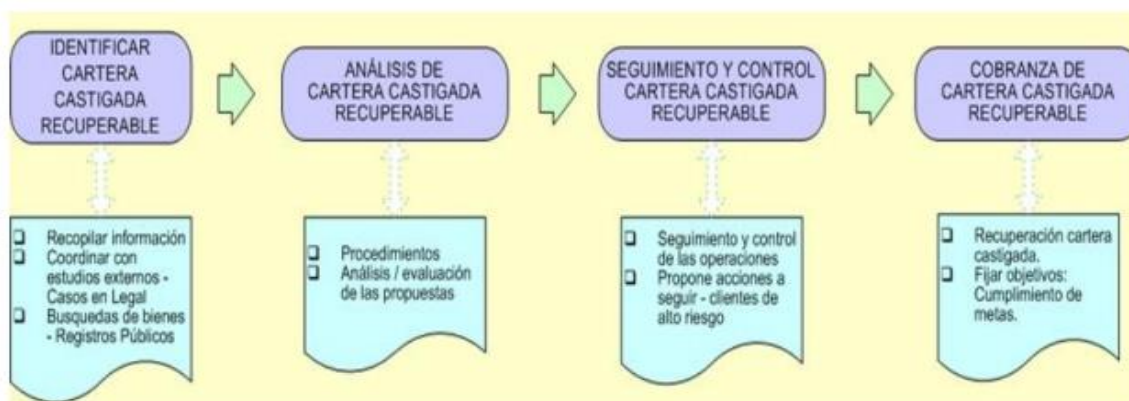 IDENTIFICAR
CARTERA
CASTIGADA
RECUPERABLE
ANÁLISIS DE
CARTERA CASTIGADA
RECUPERABLE
SEGUIMIENTO Y CONTROL
CARTERA CASTIGADA
RECUPERABLE
COBRANZA DE
CARTERA CASTIGADA
RECUPERABLE
❑ Recopilar información
❑ Coordinar con
estudios externos -
Casos en Legal
❑ Busquedas de bienes
- Registros Públicos
❑ Procedimientos
❑ Análisis / evaluación
de las propuestas
❑ Seguimiento y control
de las operaciones
❑ Propone acciones a
seguir - clientes de
alto riesgo
❑ Recuperación cartera
castigada.
❑ Fijar objetivos:
Cumplimiento de
metas.